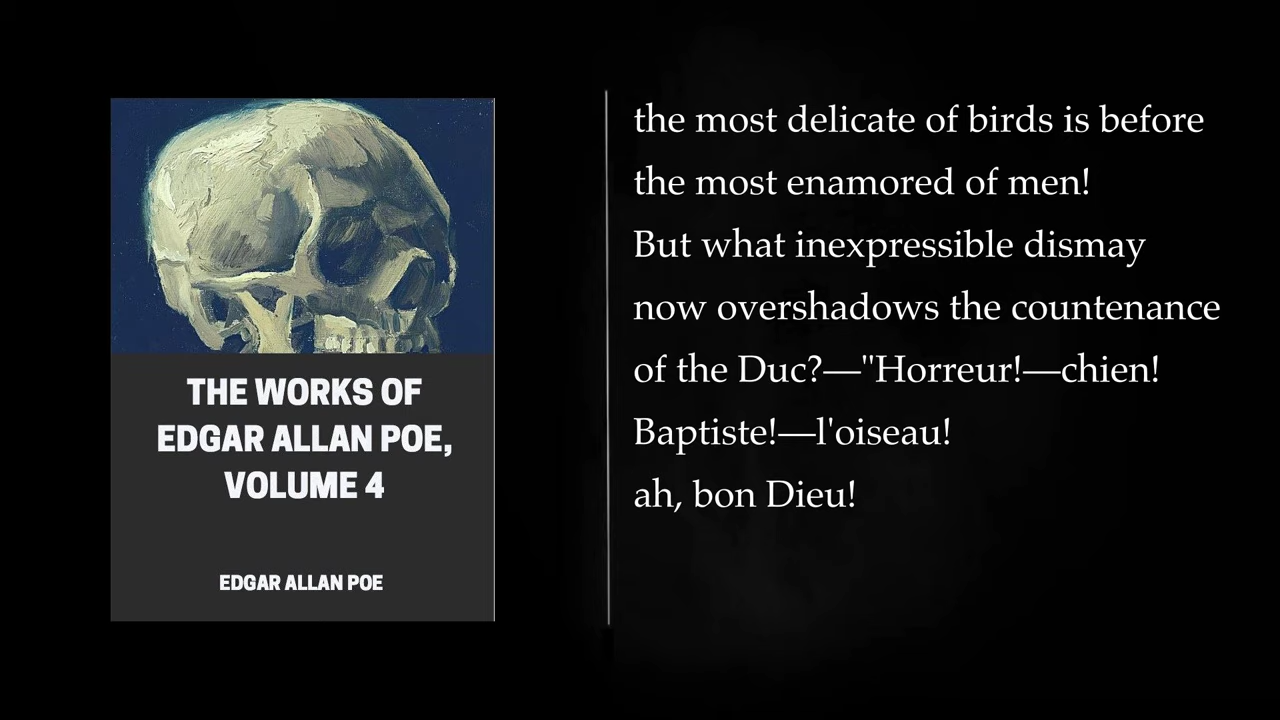 THE WORKS OF
EDGAR ALLAN POE,
VOLUME 4
EDGAR ALLAN POE
the most delicate of birds is before
the most enamored of men!
But what inexpressible dismay
now overshadows the countenance
of the Duc?—"Horreur!—chien!
Baptiste!—l'oiseau!
ah, bon Dieu!